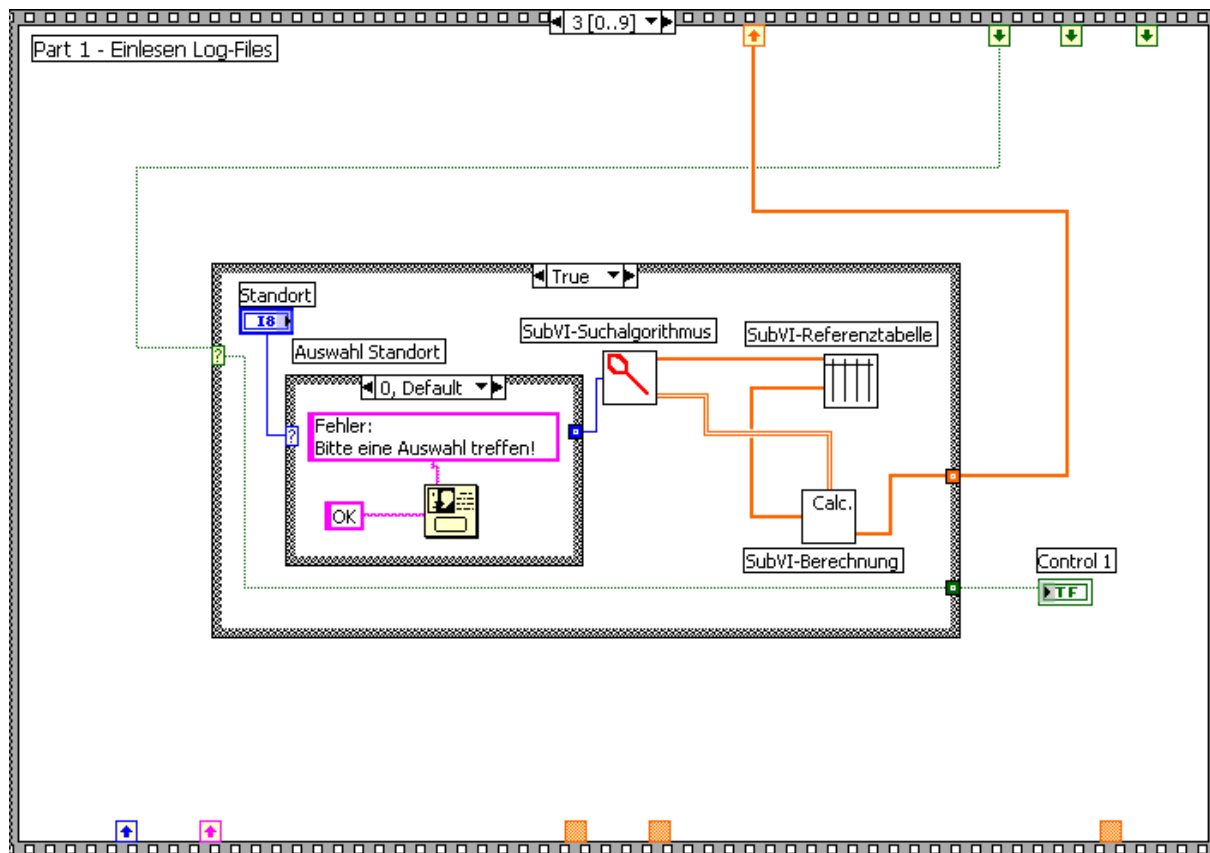 3 [0..9]
Part 1 - Einlesen Log-Files
True
Standort
I8
SubVI-Suchalgorithmus
SubVI-Referenztabelle
Auswahl Standort
0, Default
?
?
Fehler:
Bitte eine Auswahl treffen!
OK
Calc.
SubVI-Berechnung
Control 1
TF